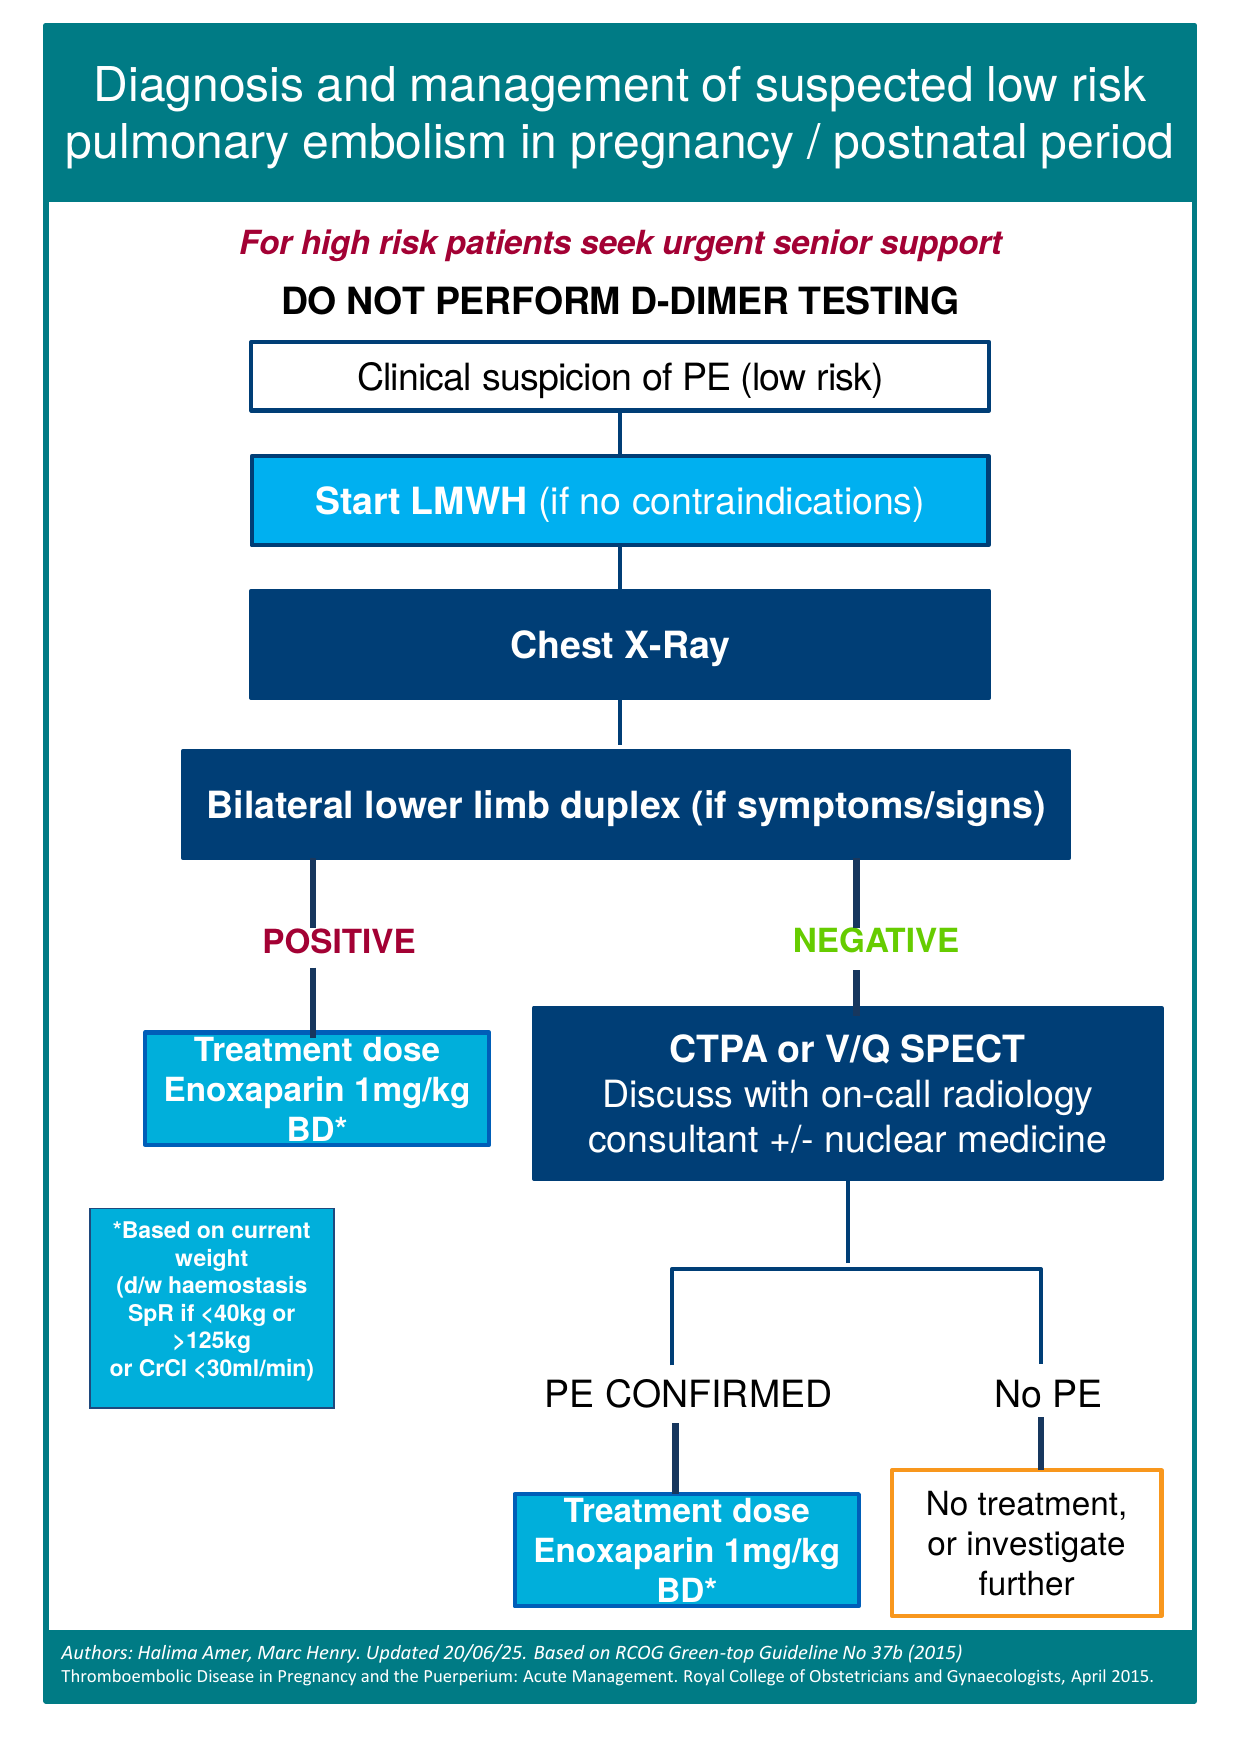 Diagnosis and management of suspected low risk
pulmonary embolism in pregnancy / postnatal period
For high risk patients seek urgent senior support
DO NOT PERFORM D-DIMER TESTING
Clinical suspicion of PE (low risk)
Start LMWH (if no contraindications)
Chest X-Ray
Bilateral lower limb duplex (if symptoms/signs)
POSITIVE
NEGATIVE
Treatment dose
Enoxaparin 1mg/kg
BD*
CTPA or V/Q SPECT
Discuss with on-call radiology
consultant +/- nuclear medicine
*Based on current
weight
(d/w haemostasis
SpR if <40kg or
>125kg
or CrCl <30ml/min)
PE CONFIRMED
No PE
Treatment dose
Enoxaparin 1mg/kg
BD*
No treatment,
or investigate
further
Authors: Halima Amer, Marc Henry. Updated 20/06/25. Based on RCOG Green-top Guideline No 37b (2015)
Thromboembolic Disease in Pregnancy and the Puerperium: Acute Management. Royal College of Obstetricians and Gynaecologists, April 2015.